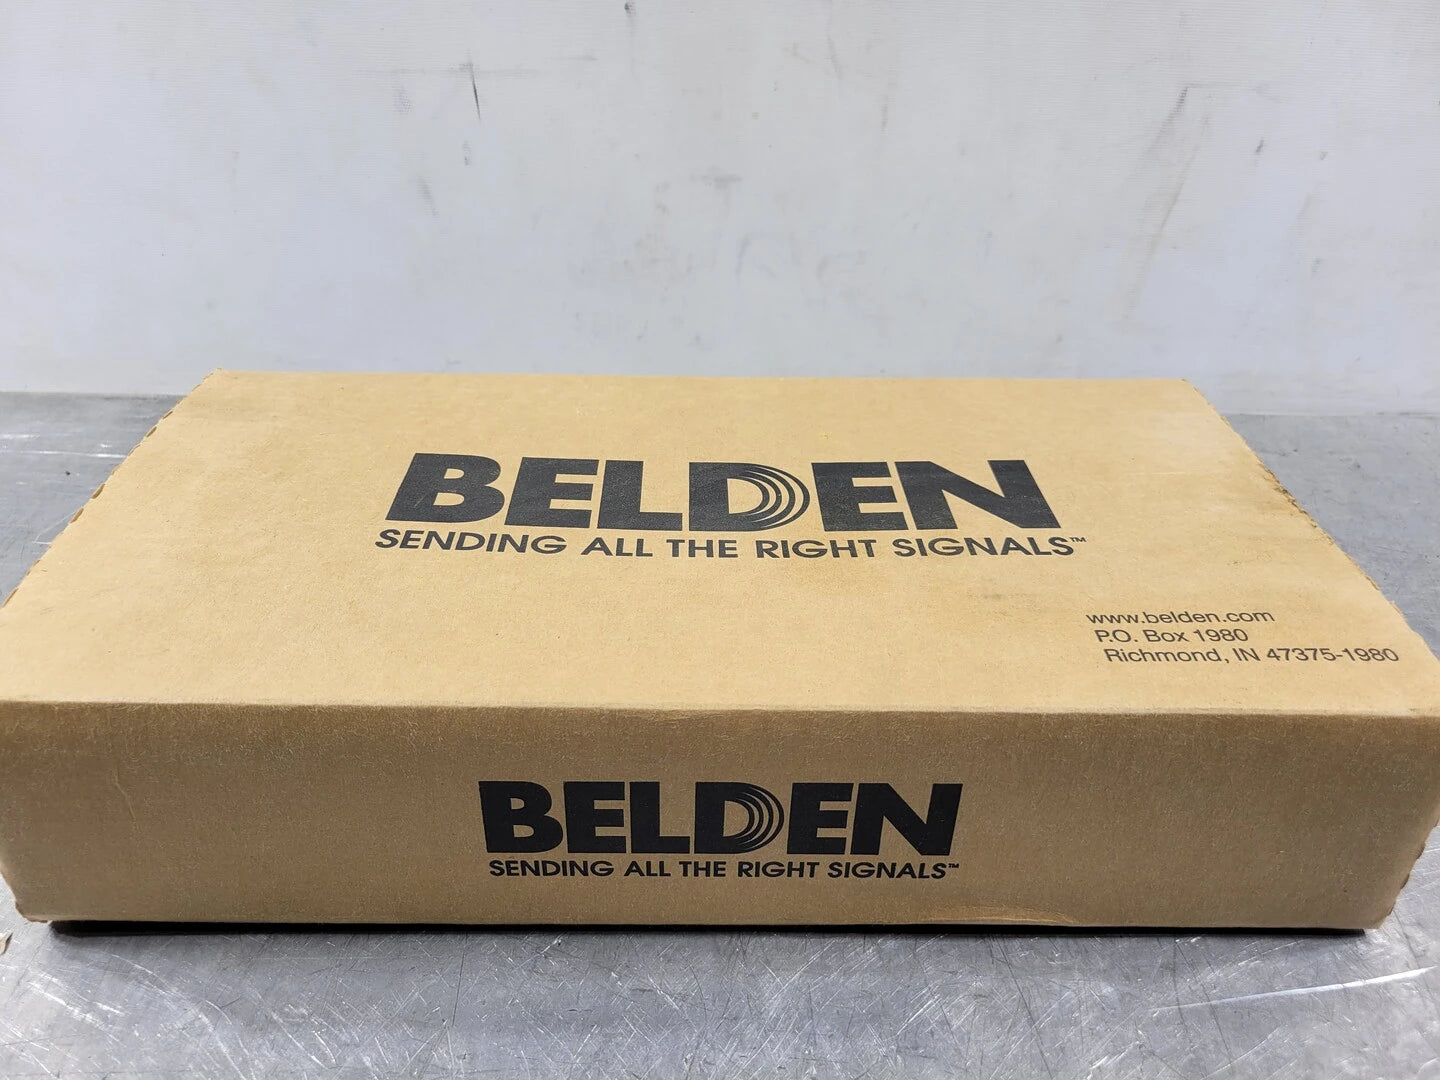 BELDEN
SENDING ALL THE RIGHT SIGNALS™
www.belden.com
P.O. Box 1980
Richmond, IN 47375-1980
BELDEN
SENDING ALL THE RIGHT SIGNALS™